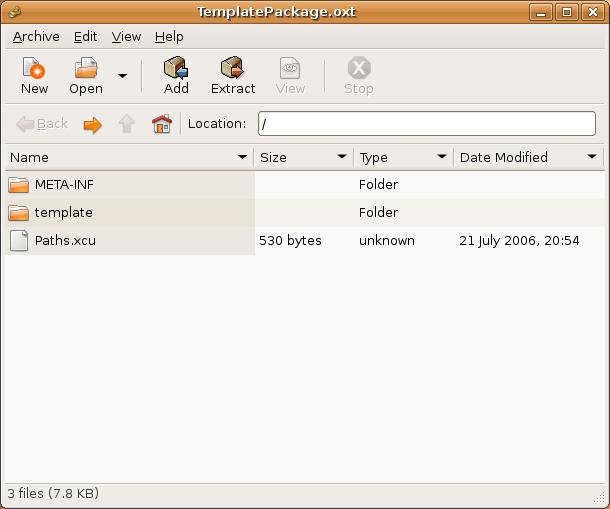 TemplatePackage.oxt
Archive Edit View Help
New Open Add Extract View Stop
Back Location: /
Name Size Type Date Modified
META-INF Folder
template Folder
Paths.xcu 530 bytes unknown 21 July 2006, 20:54
3 files (7.8 KB)